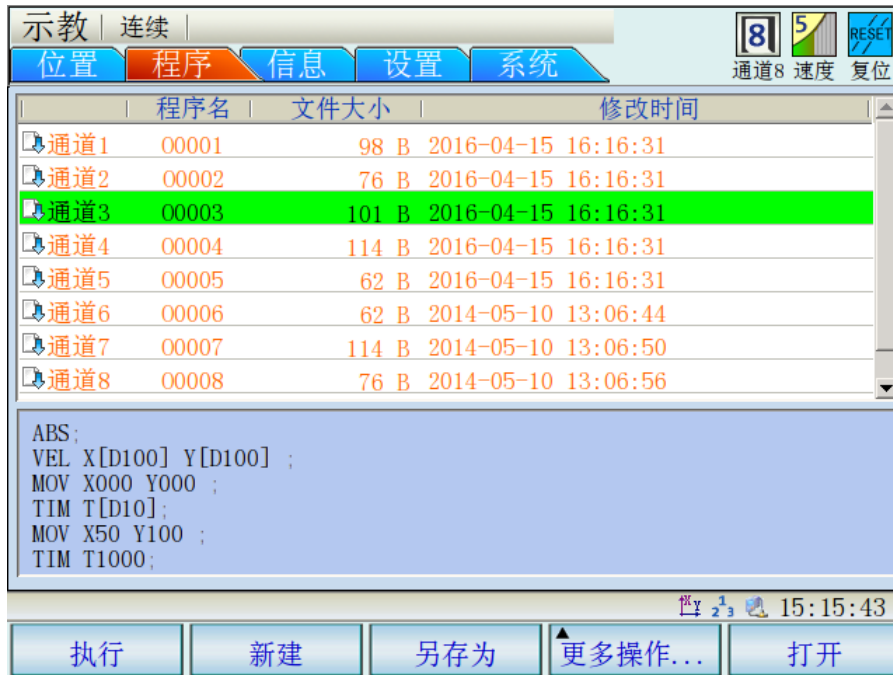 示教 | 连续 |
8 5 RESET
通道8 速度 复位
位置 程序 信息 设置 系统
程序名 文件大小 修改时间
通道1 O0001 98 B 2016-04-15 16:16:31
通道2 O0002 76 B 2016-04-15 16:16:31
通道3 O0003 101 B 2016-04-15 16:16:31
通道4 O0004 114 B 2016-04-15 16:16:31
通道5 O0005 62 B 2016-04-15 16:16:31
通道6 O0006 62 B 2014-05-10 13:06:44
通道7 O0007 114 B 2014-05-10 13:06:50
通道8 O0008 76 B 2014-05-10 13:06:56
ABS;
VEL X[D100] Y[D100] ;
MOV X000 Y000 ;
TIM T[D10];
MOV X50 Y100 ;
TIM T1000;
XY 213 15:15:43
执行 新建 另存为 更多操作... 打开